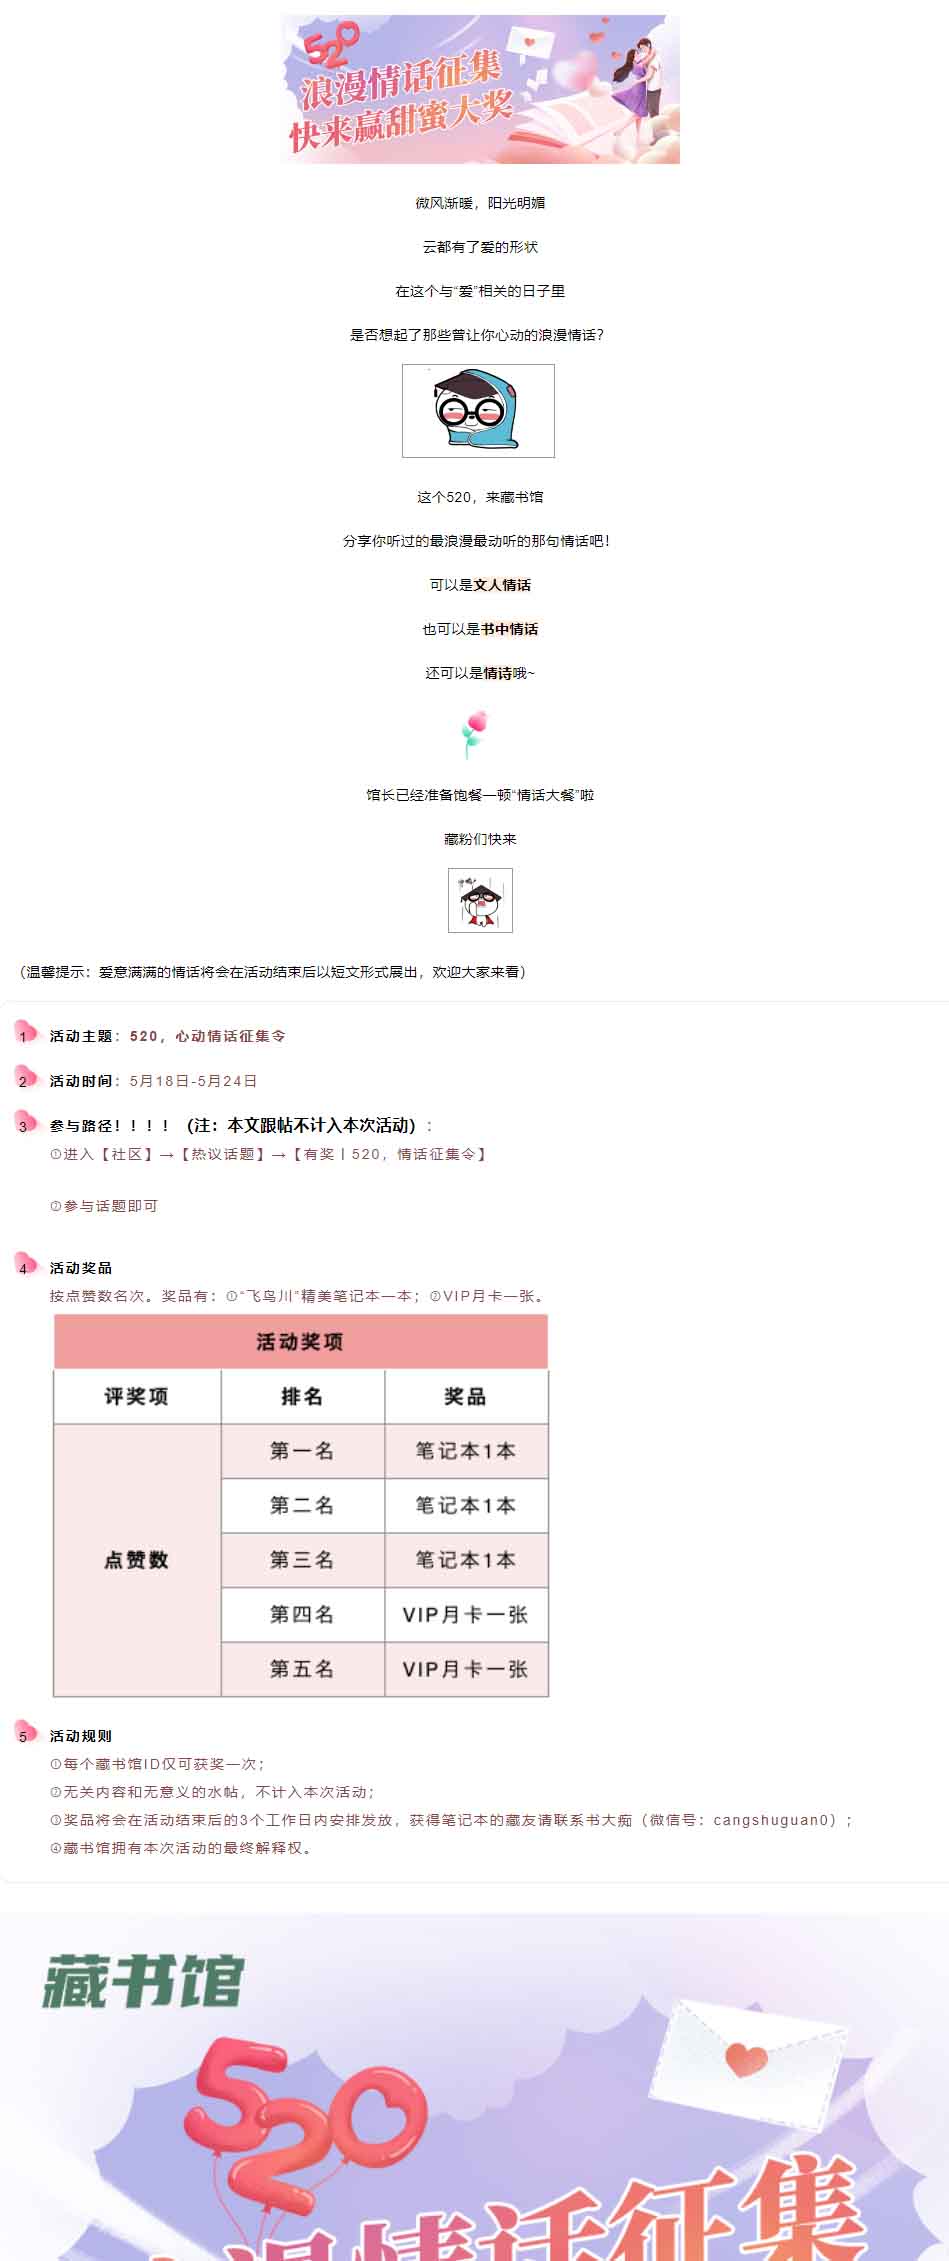 520
浪漫情话征集
快来赢甜蜜大奖
微风渐暖，阳光明媚
云都有了爱的形状
在这个与“爱”相关的日子里
是否想起了那些曾让你心动的浪漫情话？
这个520，来藏书馆
分享你听过的最浪漫最动听的那句情话吧！
可以是文人情话
也可以是书中情话
还可以是情诗哦~
馆长已经准备饱餐一顿“情话大餐”啦
藏粉们快来
（温馨提示：爱意满满的情话将会在活动结束后以短文形式展出，欢迎大家来看）
1 活动主题：520，心动情话征集令
2 活动时间：5月18日-5月24日
3 参与路径！！！！（注：本文跟帖不计入本次活动）：
①进入【社区】→【热议话题】→【有奖丨520，情话征集令】
②参与话题即可
4 活动奖品
按点赞数名次。奖品有：①“飞鸟川”精美笔记本一本；②VIP月卡一张。
活动奖项
评奖项 排名 奖品
第一名 笔记本1本
第二名 笔记本1本
点赞数 第三名 笔记本1本
第四名 VIP月卡一张
第五名 VIP月卡一张
5 活动规则
①每个藏书馆ID仅可获奖一次；
②无关内容和无意义的水帖，不计入本次活动；
③奖品将会在活动结束后的3个工作日内安排发放，获得笔记本的藏友请联系书大痴（微信号：cangshuguan0）；
④藏书馆拥有本次活动的最终解释权。
藏书馆
520
浪漫情话征集